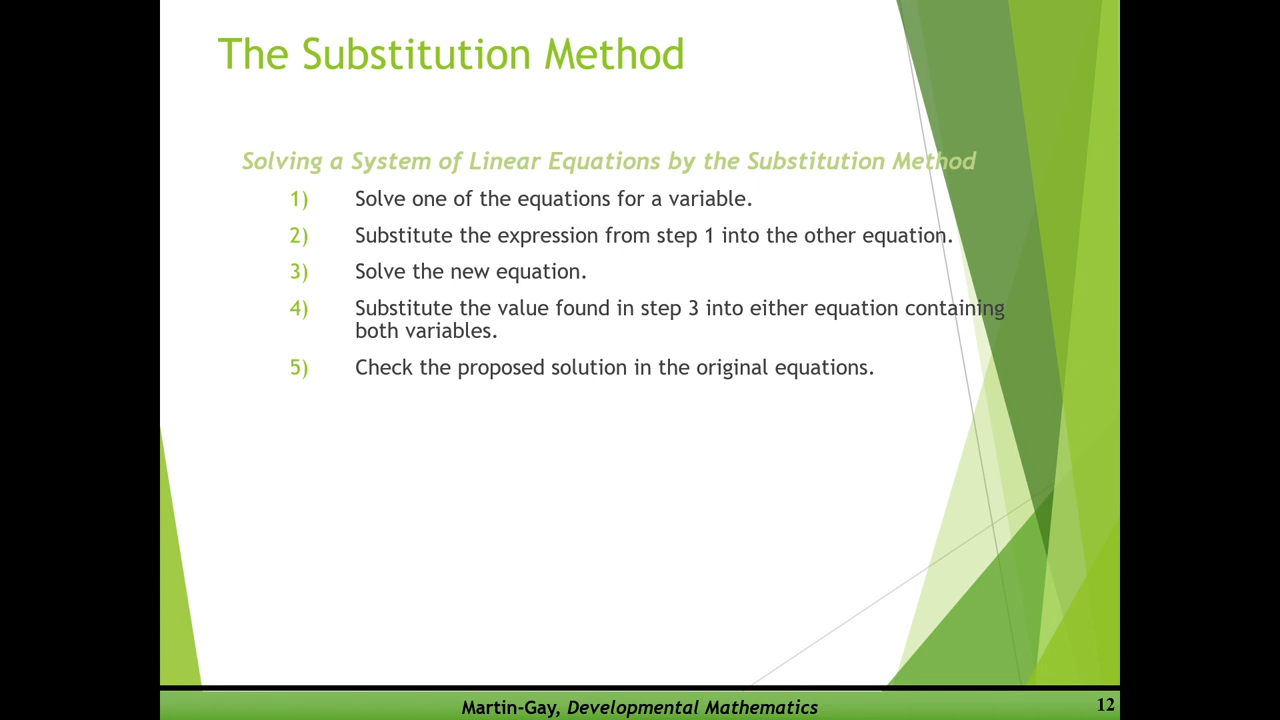 The Substitution Method
Solving a System of Linear Equations by the Substitution Method
1) Solve one of the equations for a variable.
2) Substitute the expression from step 1 into the other equation.
3) Solve the new equation.
4) Substitute the value found in step 3 into either equation containing
both variables.
5) Check the proposed solution in the original equations.
Martin-Gay, Developmental Mathematics
12